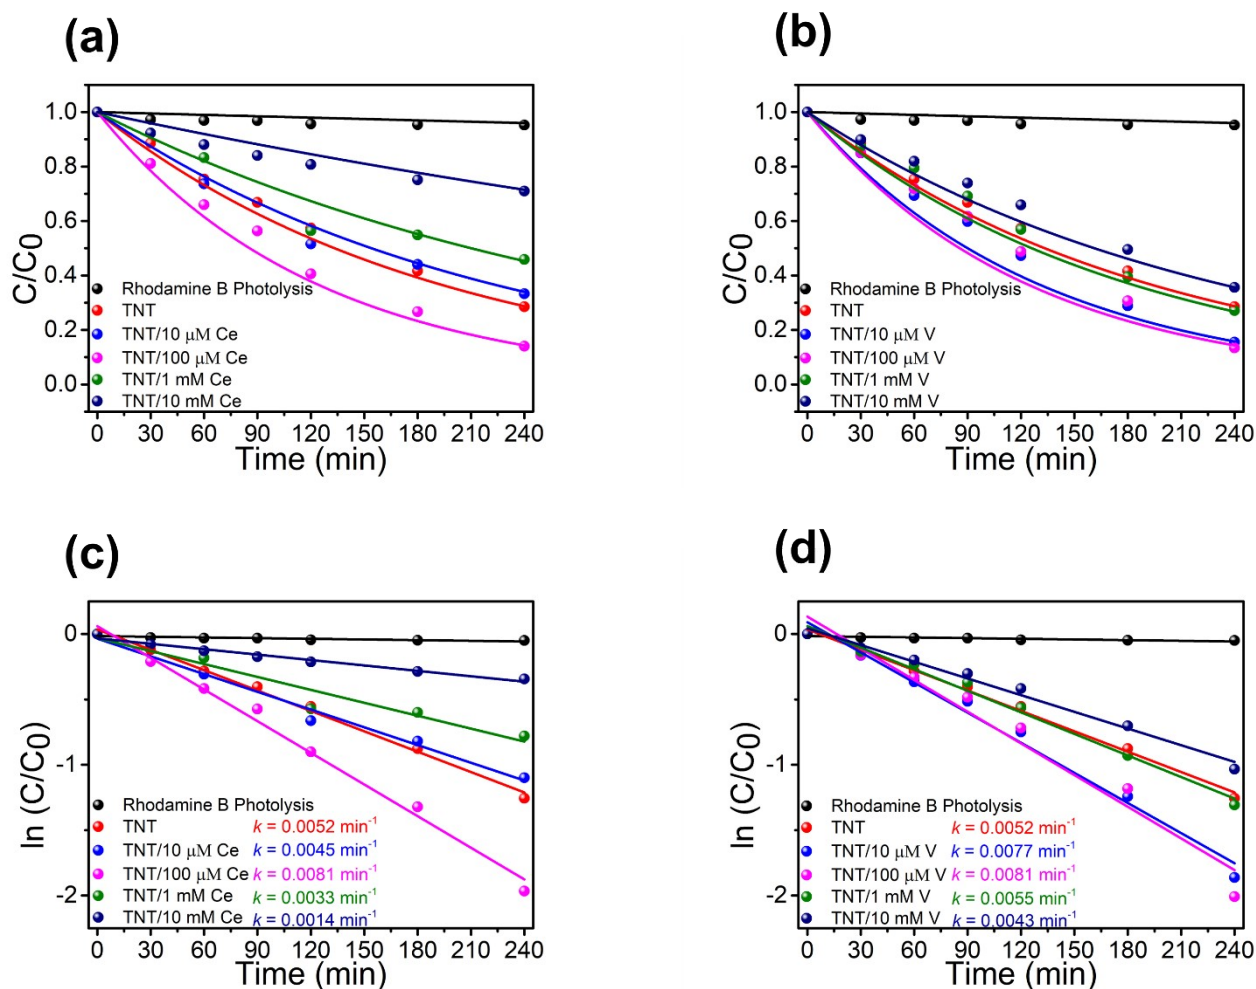 (a)
C/C0
1.0
0.8
0.6
0.4
0.2
0.0
Rhodamine B Photolysis
TNT
TNT/10 μM Ce
TNT/100 μM Ce
TNT/1 mM Ce
TNT/10 mM Ce
0 30 60 90 120 150 180 210 240
Time (min)
(b)
C/C0
1.0
0.8
0.6
0.4
0.2
0.0
Rhodamine B Photolysis
TNT
TNT/10 μM V
TNT/100 μM V
TNT/1 mM V
TNT/10 mM V
0 30 60 90 120 150 180 210 240
Time (min)
(c)
ln (C/C0)
0
-1
-2
Rhodamine B Photolysis
TNT k = 0.0052 min⁻¹
TNT/10 μM Ce k = 0.0045 min⁻¹
TNT/100 μM Ce k = 0.0081 min⁻¹
TNT/1 mM Ce k = 0.0033 min⁻¹
TNT/10 mM Ce k = 0.0014 min⁻¹
0 30 60 90 120 150 180 210 240
Time (min)
(d)
ln (C/C0)
0
-1
-2
Rhodamine B Photolysis
TNT k = 0.0052 min⁻¹
TNT/10 μM V k = 0.0077 min⁻¹
TNT/100 μM V k = 0.0081 min⁻¹
TNT/1 mM V k = 0.0055 min⁻¹
TNT/10 mM V k = 0.0043 min⁻¹
0 30 60 90 120 150 180 210 240
Time (min)